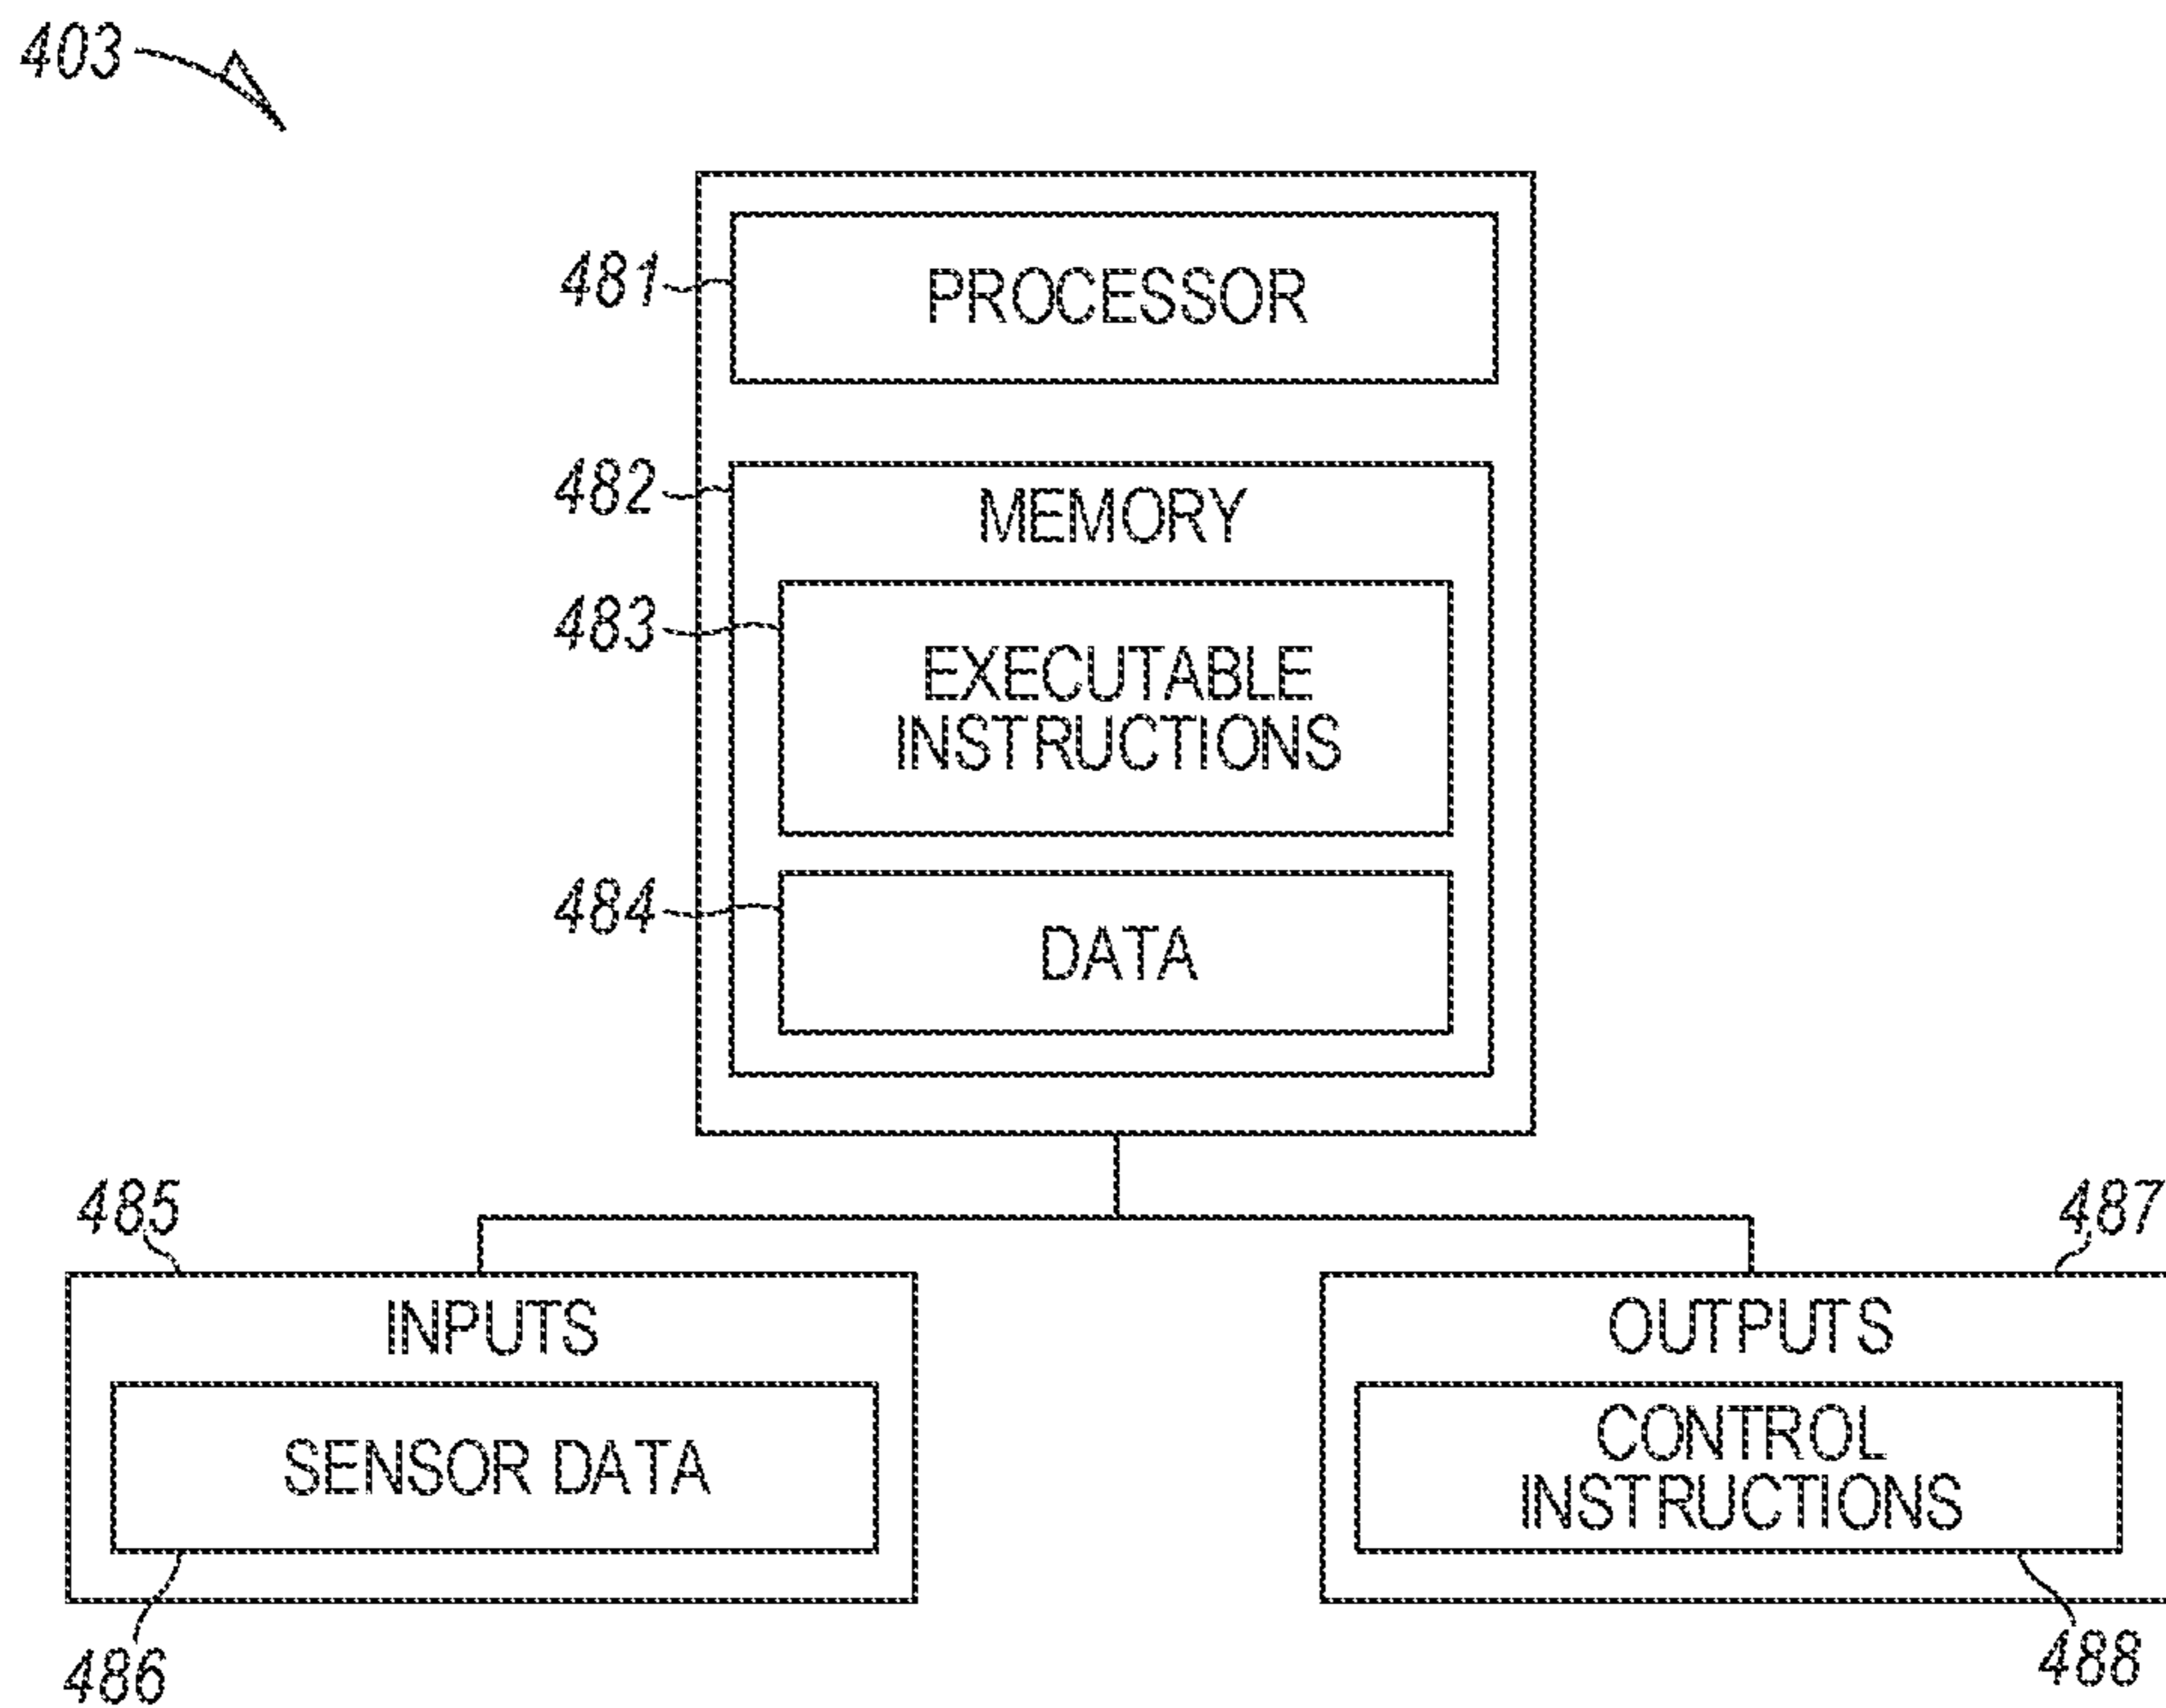 403
481
PROCESSOR
482
MEMORY
483
EXECUTABLE
INSTRUCTIONS
484
DATA
485
INPUTS
SENSOR DATA
486
487
OUTPUTS
CONTROL
INSTRUCTIONS
488